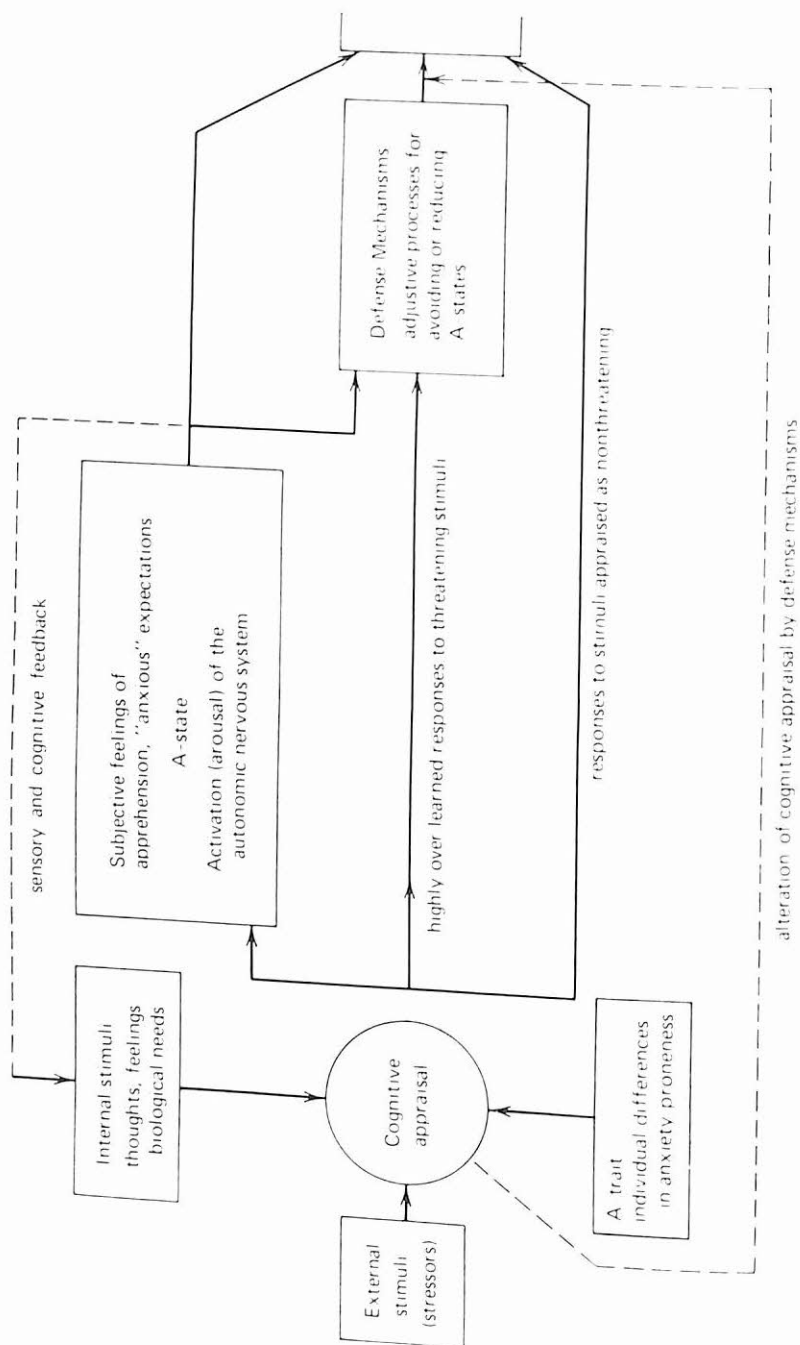 sensory and cognitive feedback
Internal stimuli
thoughts, feelings
biological needs
Subjective feelings of
apprehension, "anxious" expectations
A-state
Activation (arousal) of the
autonomic nervous system
External
stimuli
(stressors)
Cognitive
appraisal
highly over learned responses to threatening stimuli
Defense Mechanisms
adjustive processes for
avoiding or reducing
A states
A trait
individual differences
in anxiety proneness
responses to stimuli appraised as nonthreatening
alteration of cognitive appraisal by defense mechanisms